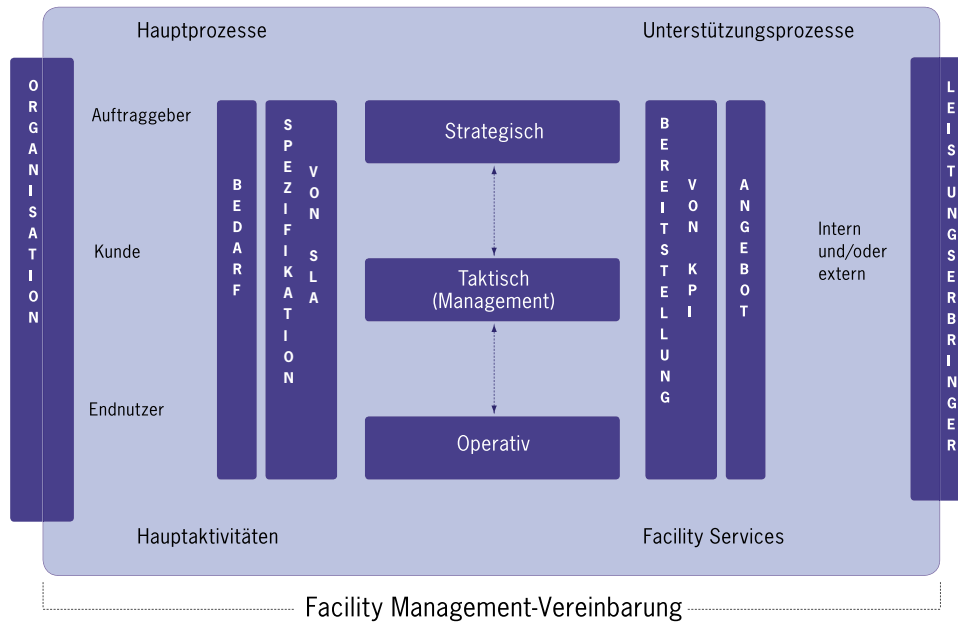 Hauptprozesse
Unterstützungsprozesse
ORGANISATION
Auftraggeber
Kunde
Endnutzer
BEDARF
SPEZIFIKATION
VON SLA
Strategisch
Taktisch
(Management)
Operativ
BEREITSTELLUNG
VON KPI
ANGEBOT
Intern
und/oder
extern
LEISTUNGSERBRINGER
Hauptaktivitäten
Facility Services
Facility Management-Vereinbarung